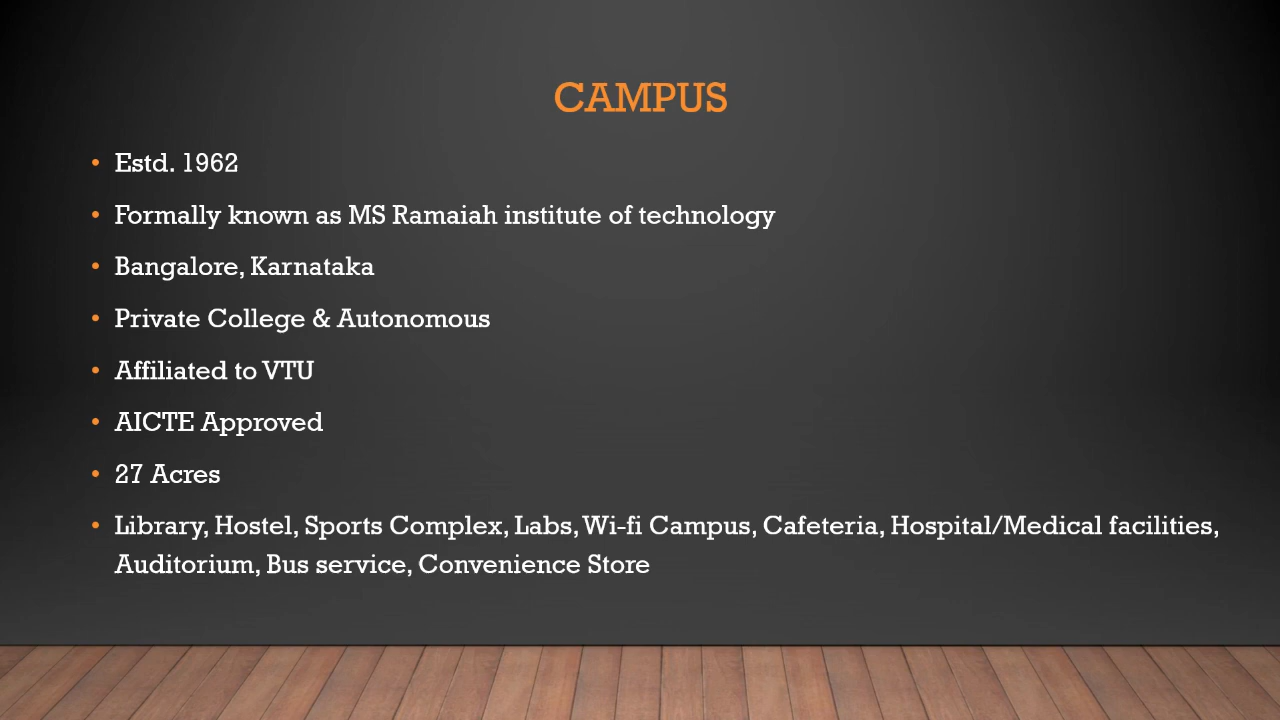 CAMPUS
• Estd. 1962
• Formally known as MS Ramaiah institute of technology
• Bangalore, Karnataka
• Private College & Autonomous
• Affiliated to VTU
• AICTE Approved
• 27 Acres
• Library, Hostel, Sports Complex, Labs, Wi-fi Campus, Cafeteria, Hospital/Medical facilities,
Auditorium, Bus service, Convenience Store